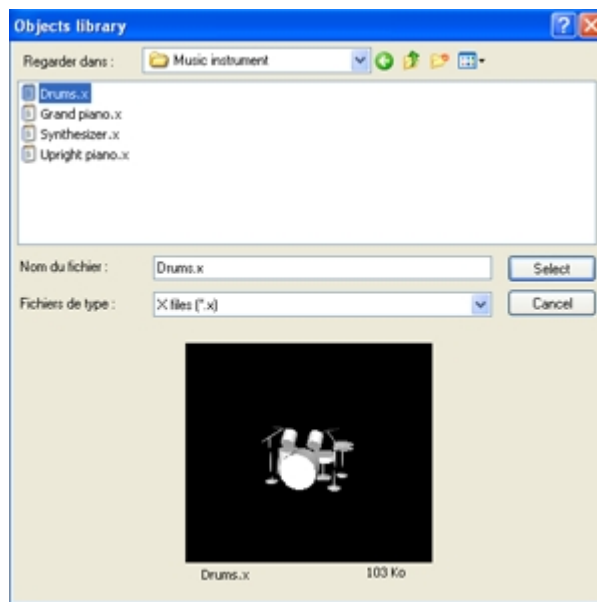 Objects library
Regarder dans : Music instrument
Drums.x
Grand piano.x
Synthesizer.x
Upright piano.x
Nom du fichier : Drums.x Select
Fichiers de type : X files (*.x) Cancel
Drums.x 103 Ko